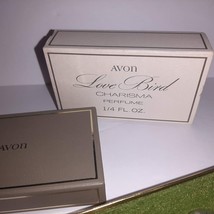 AVON
Love Bird
CHARISMA
PERFUME
1/4 FL. OZ.
AVON